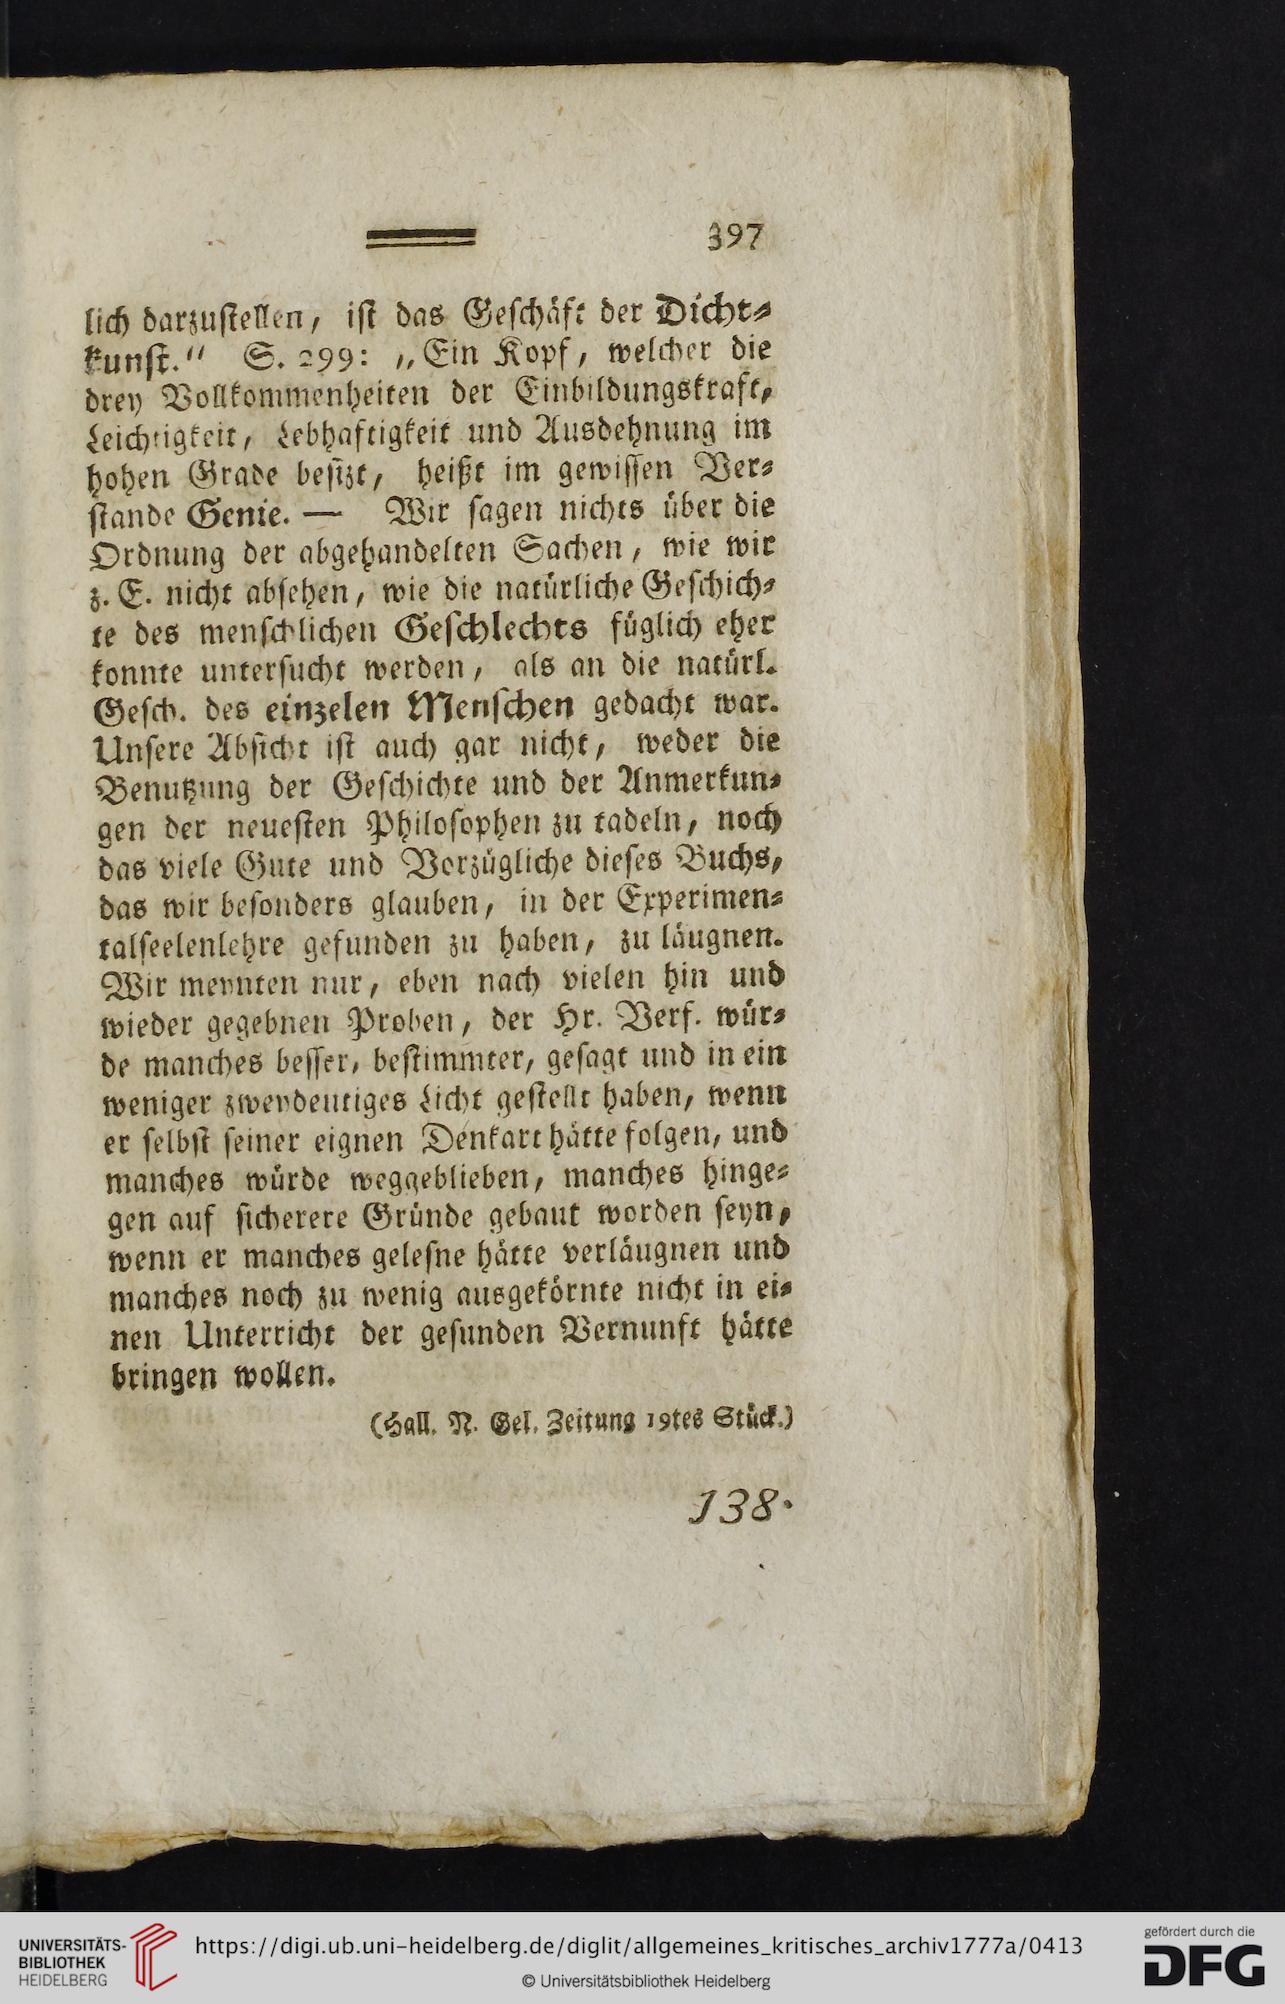 397
lich darzustellen, ist das Geschäft der Dicht-
kunst." S. 299: „Ein Kopf, welcher die
drey Vollkommenheiten der Einbildungskraft,
Leichtigkeit, Lebhaftigkeit und Ausdehnung im
hohen Grade besizt, heißt im gewissen Ver-
stande Genie. — Wir sagen nichts über die
Ordnung der abgehandelten Sachen, wie wir
z. E. nicht absehen, wie die natürliche Geschich-
te des menschlichen Geschlechts füglich eher
konnte untersucht werden, als an die natürl.
Gesch. des einzelen Menschen gedacht war.
Unsere Absicht ist auch gar nicht, weder die
Benutzung der Geschichte und der Anmerkun-
gen der neuesten Philosophen zu tadeln, noch
das viele Gute und Vorzügliche dieses Buchs,
das wir besonders glauben, in der Experimen-
talseelenlehre gefunden zu haben, zu läugnen.
Wir meynten nur, eben nach vielen hin und
wieder gegebnen Proben, der Hr. Verf. wür-
de manches besser, bestimmter, gesagt und in ein
weniger zweydeutiges Licht gestellt haben, wenn
er selbst seiner eignen Denkart hätte folgen, und
manches würde weggeblieben, manches hinge-
gen auf sicherere Gründe gebaut worden seyn,
wenn er manches gelesne hätte verläugnen und
manches noch zu wenig ausgekörnte nicht in ei-
nen Unterricht der gesunden Vernunft hätte
bringen wollen.
(Hall. N. Gel. Zeitung 19tes Stück.)
138.
UNIVERSITÄTS-
BIBLIOTHEK
HEIDELBERG
https://digi.ub.uni-heidelberg.de/diglit/allgemeines_kritisches_archiv1777a/0413
© Universitätsbibliothek Heidelberg
gefördert durch die
DFG